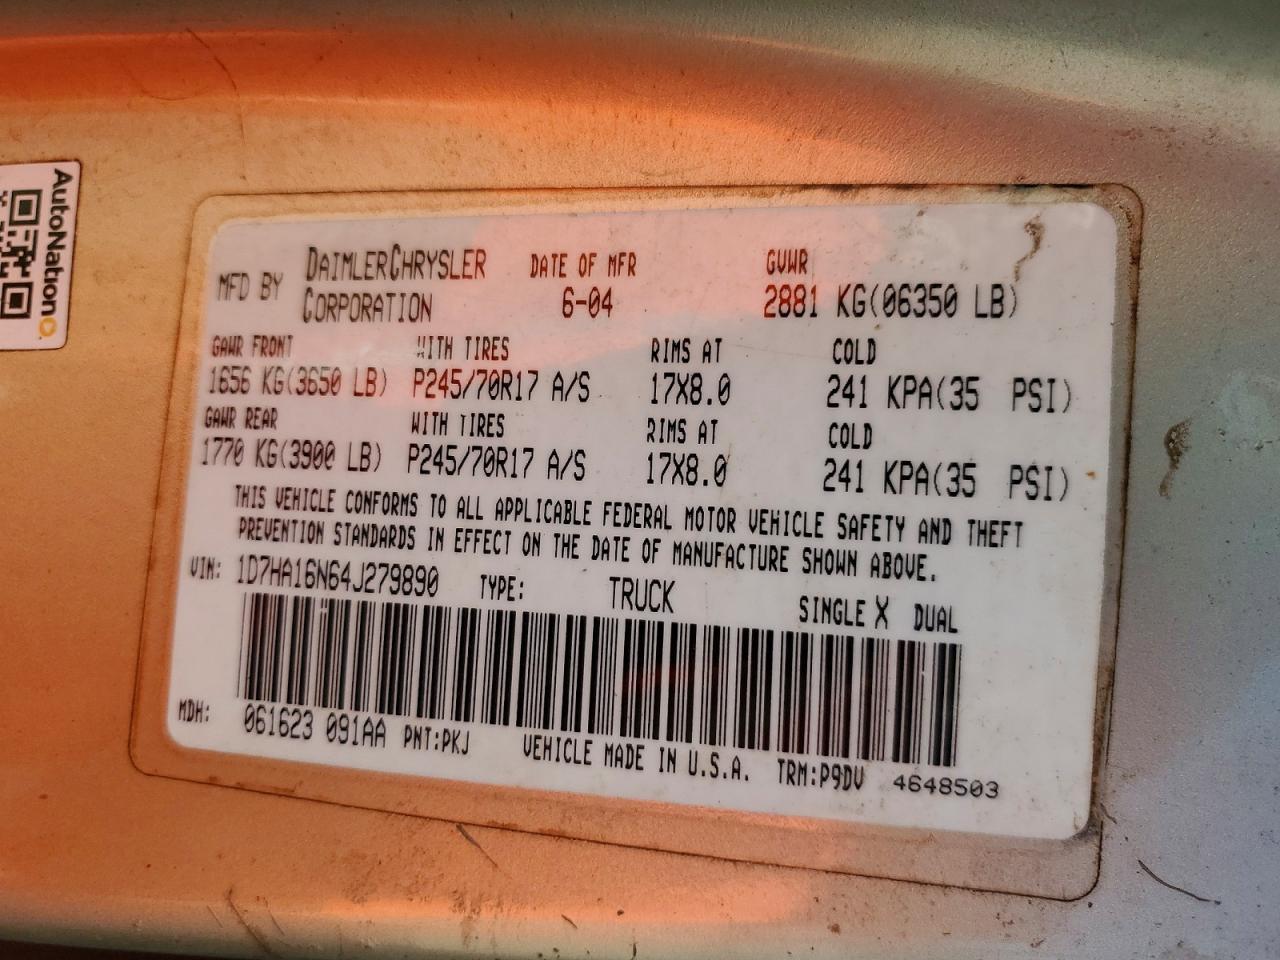 AutoNation
MFD BY DAIMLERCHRYSLER CORPORATION
DATE OF MFR
6-04
GVWR
2881 KG(06350 LB)
GAWR FRONT WITH TIRES RIMS AT COLD
1656 KG(3650 LB) P245/70R17 A/S 17X8.0 241 KPA(35 PSI)
GAWR REAR WITH TIRES RIMS AT COLD
1770 KG(3900 LB) P245/70R17 A/S 17X8.0 241 KPA(35 PSI)
THIS VEHICLE CONFORMS TO ALL APPLICABLE FEDERAL MOTOR VEHICLE SAFETY AND THEFT
PREVENTION STANDARDS IN EFFECT ON THE DATE OF MANUFACTURE SHOWN ABOVE.
VIN: 1D7HA16N64J279890 TYPE: TRUCK SINGLE X DUAL
MDH: 061623 091AA PNT:PKJ VEHICLE MADE IN U.S.A. TRM:P9DV 4648503